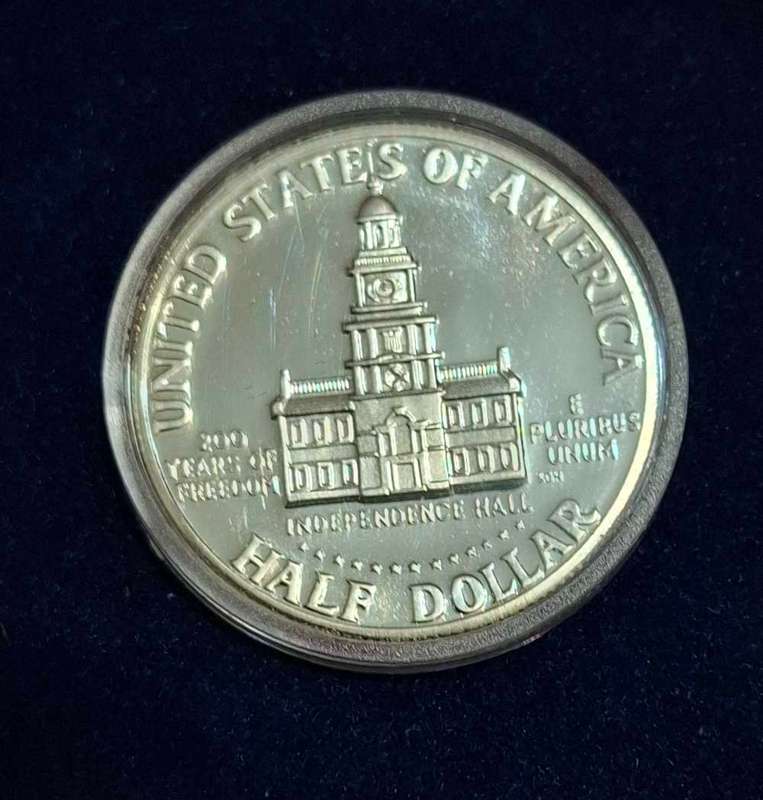 UNITED STATES OF AMERICA
200
YEARS OF
FREEDOM
E
PLURIBUS
UNUM
INDEPENDENCE HALL
HALF DOLLAR